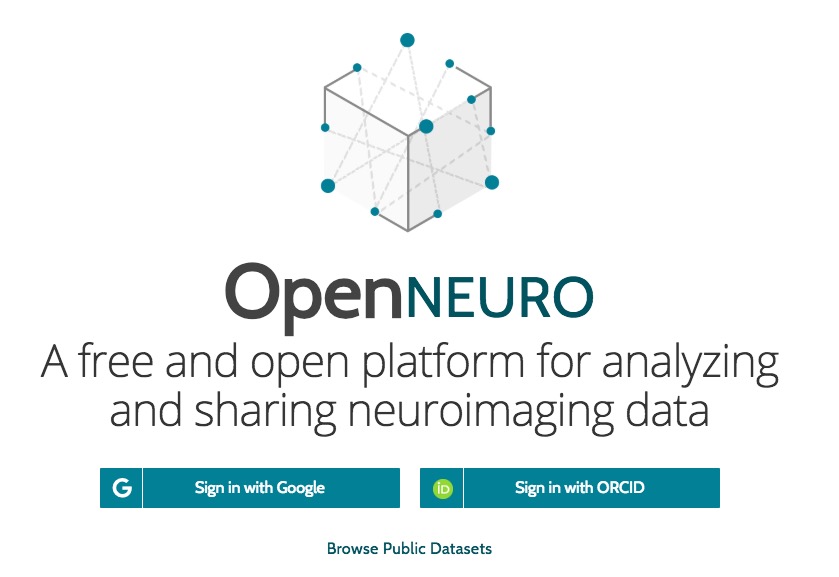 OpenNEURO
A free and open platform for analyzing
and sharing neuroimaging data
G Sign in with Google
iD Sign in with ORCID
Browse Public Datasets